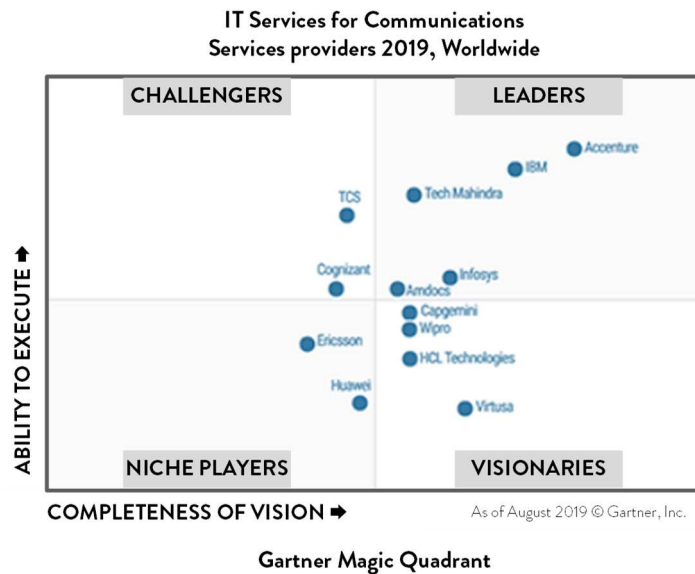 IT Services for Communications
Services providers 2019, Worldwide
CHALLENGERS
LEADERS
Accenture
IBM
Tech Mahindra
TCS
Cognizant
Infosys
Amdocs
Capgemini
Wipro
Ericsson
HCL Technologies
Huawei
Virtusa
NICHE PLAYERS
VISIONARIES
ABILITY TO EXECUTE ➔
COMPLETENESS OF VISION ➔
As of August 2019 © Gartner, Inc.
Gartner Magic Quadrant